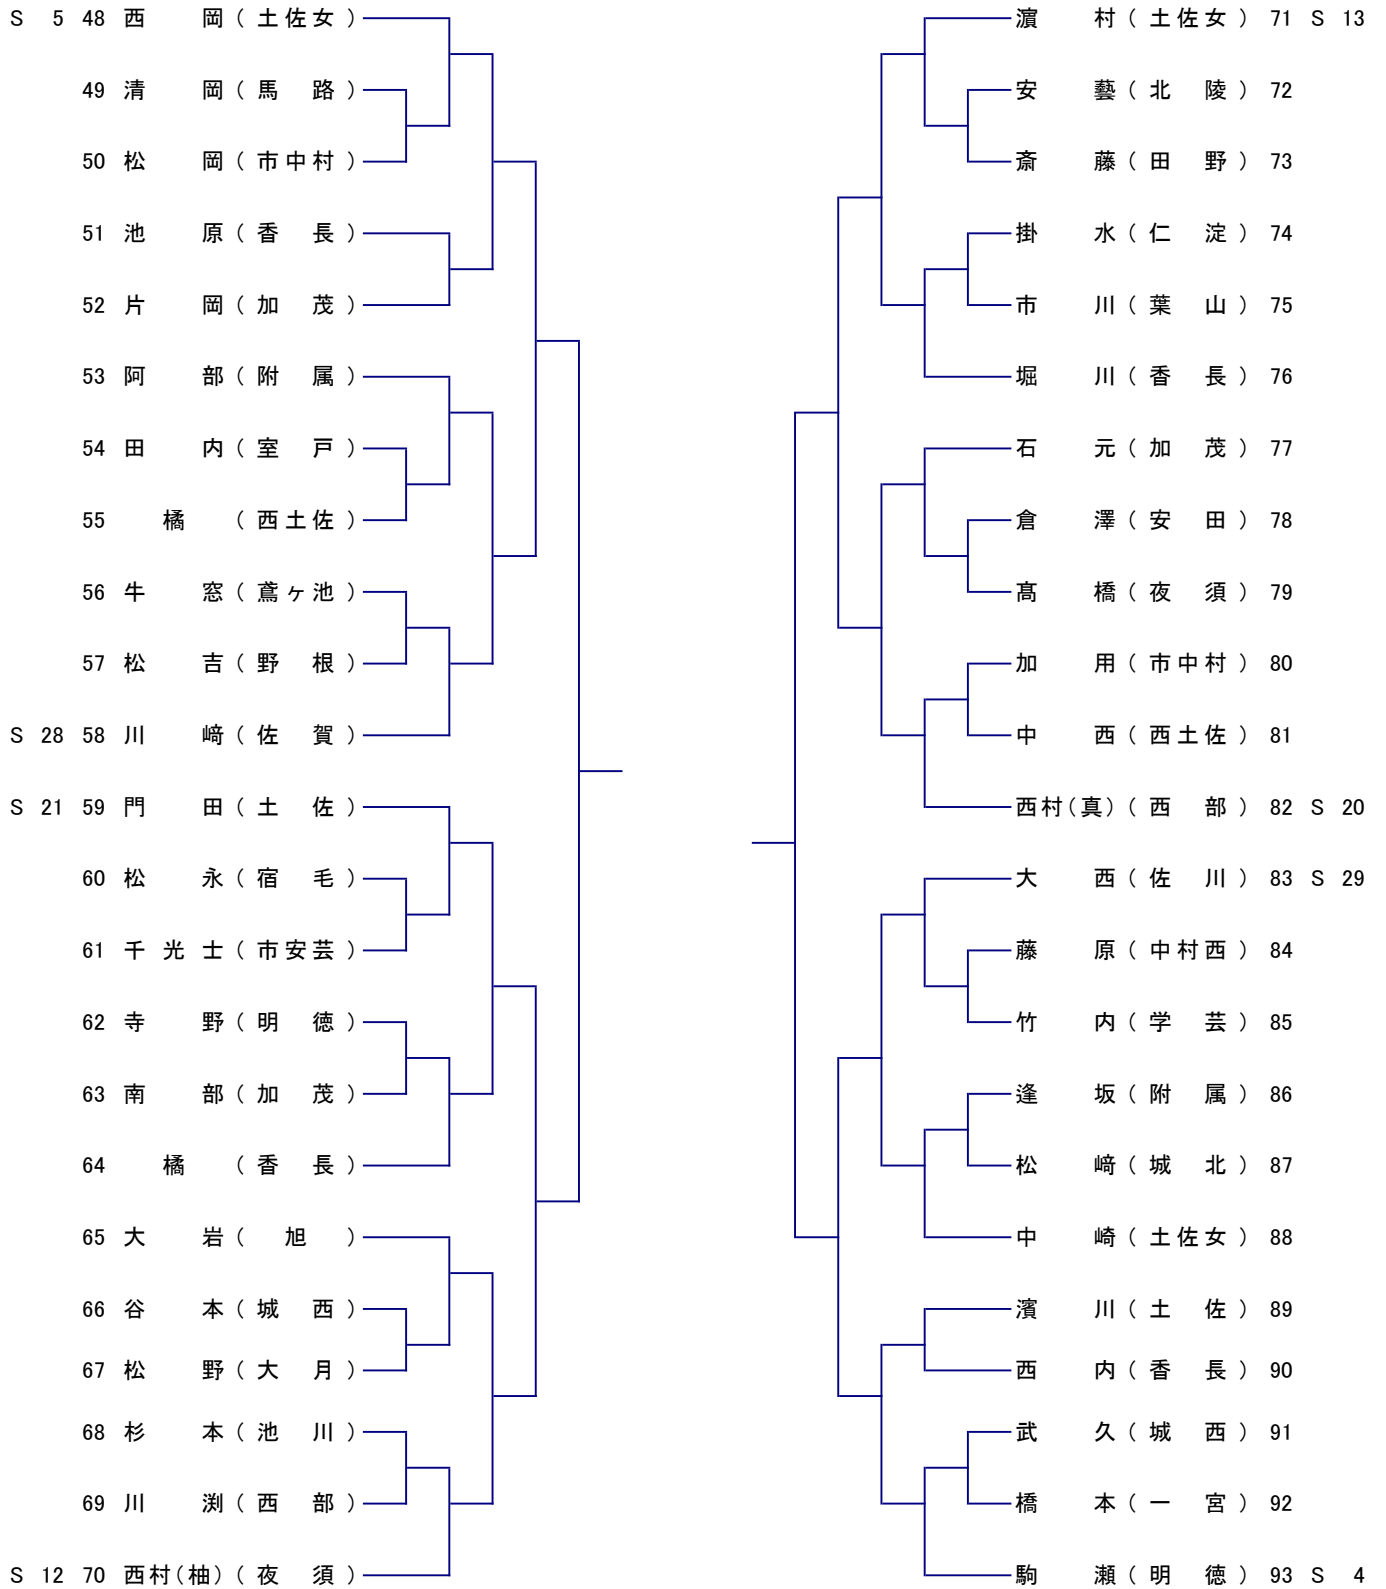 S 5 48 西 岡 ( 土佐女 )
49 清 岡 ( 馬 路 )
50 松 岡 ( 市中村 )
51 池 原 ( 香 長 )
52 片 岡 ( 加 茂 )
53 阿 部 ( 附 属 )
54 田 内 ( 室 戸 )
55 橘 ( 西土佐 )
56 牛 窓 ( 鳶ヶ池 )
57 松 吉 ( 野 根 )
S 28 58 川 﨑 ( 佐 賀 )
S 21 59 門 田 ( 土 佐 )
60 松 永 ( 宿 毛 )
61 千 光 士 ( 市安芸 )
62 寺 野 ( 明 徳 )
63 南 部 ( 加 茂 )
64 橘 ( 香 長 )
65 大 岩 ( 旭 )
66 谷 本 ( 城 西 )
67 松 野 ( 大 月 )
68 杉 本 ( 池 川 )
69 川 渕 ( 西 部 )
S 12 70 西村(柚) ( 夜 須 )
濵 村 ( 土佐女 ) 71 S 13
安 藝 ( 北 陵 ) 72
斎 藤 ( 田 野 ) 73
掛 水 ( 仁 淀 ) 74
市 川 ( 葉 山 ) 75
堀 川 ( 香 長 ) 76
石 元 ( 加 茂 ) 77
倉 澤 ( 安 田 ) 78
髙 橋 ( 夜 須 ) 79
加 用 ( 市中村 ) 80
中 西 ( 西土佐 ) 81
西村(真) ( 西 部 ) 82 S 20
大 西 ( 佐 川 ) 83 S 29
藤 原 ( 中村西 ) 84
竹 内 ( 学 芸 ) 85
逢 坂 ( 附 属 ) 86
松 﨑 ( 城 北 ) 87
中 崎 ( 土佐女 ) 88
濱 川 ( 土 佐 ) 89
西 内 ( 香 長 ) 90
武 久 ( 城 西 ) 91
橋 本 ( 一 宮 ) 92
駒 瀬 ( 明 徳 ) 93 S 4